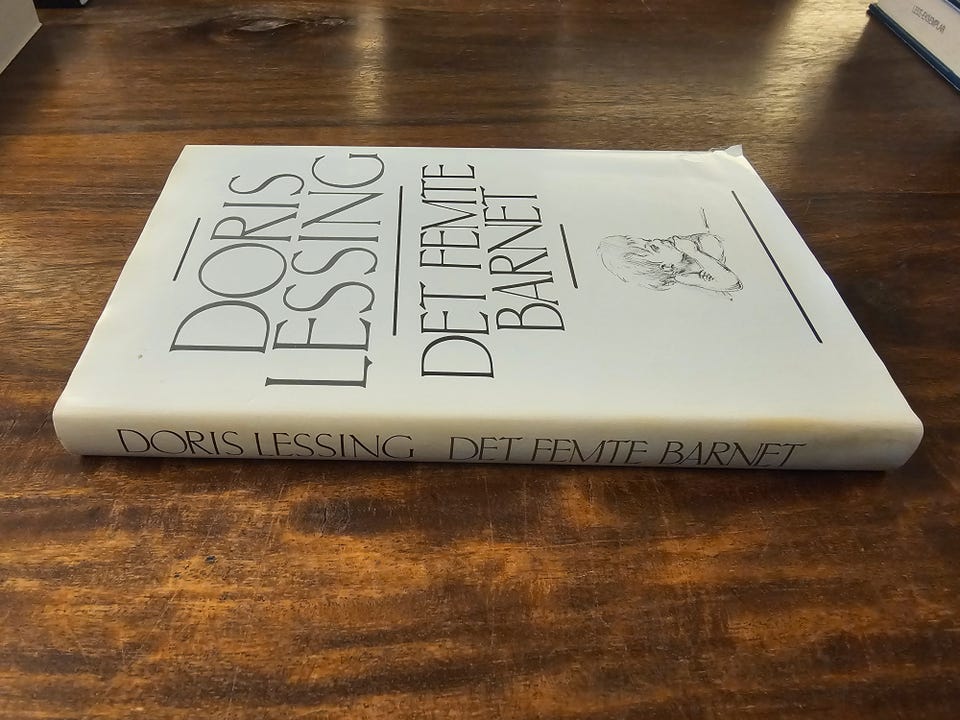 DORIS
LESSING
DET FEMTE
BARNET
DORIS LESSING DET FEMTE BARNET